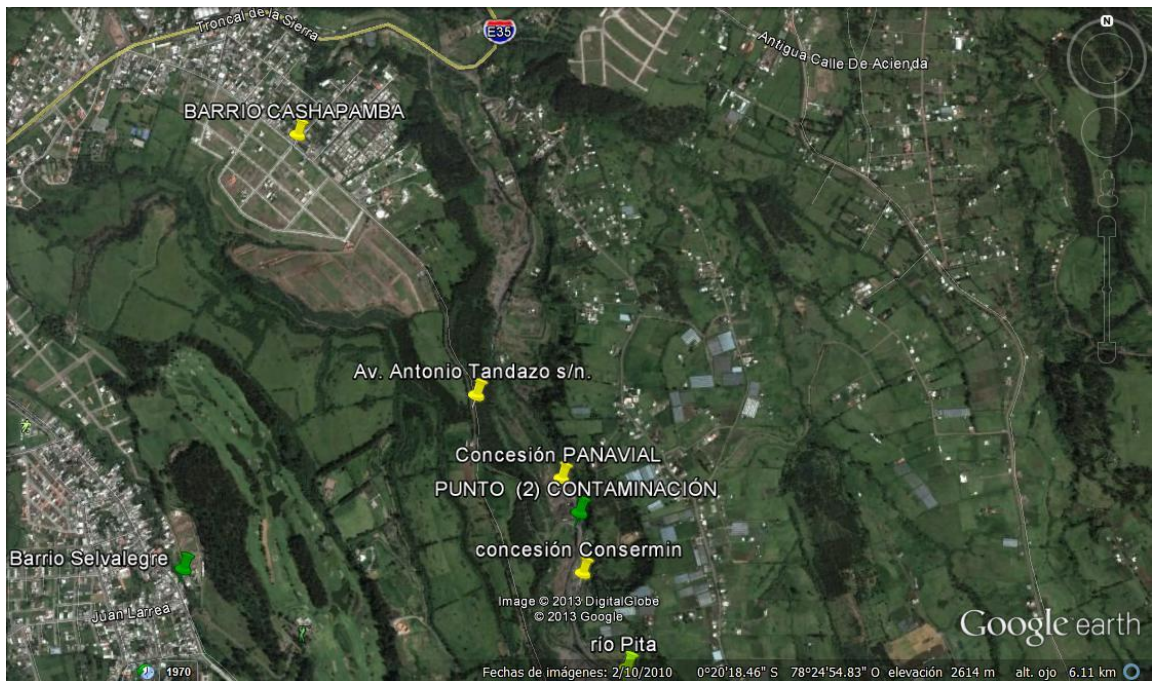 Troncal de la Sierra
E35
N
Antigua Calle De Acienda
BARRIO CASHAPAMBA
Av. Antonio Tandazo s/n.
Concesión PANAVIAL
PUNTO (2) CONTAMINACIÓN
concesión Consermin
Barrio Selvalegre
Juan Larrea
Image © 2013 DigitalGlobe
© 2013 Google
Google earth
río Pita
1970
Fechas de imágenes: 2/10/2010 0°20'18.46" S 78°24'54.83" O elevación 2614 m alt. ojo 6.11 km